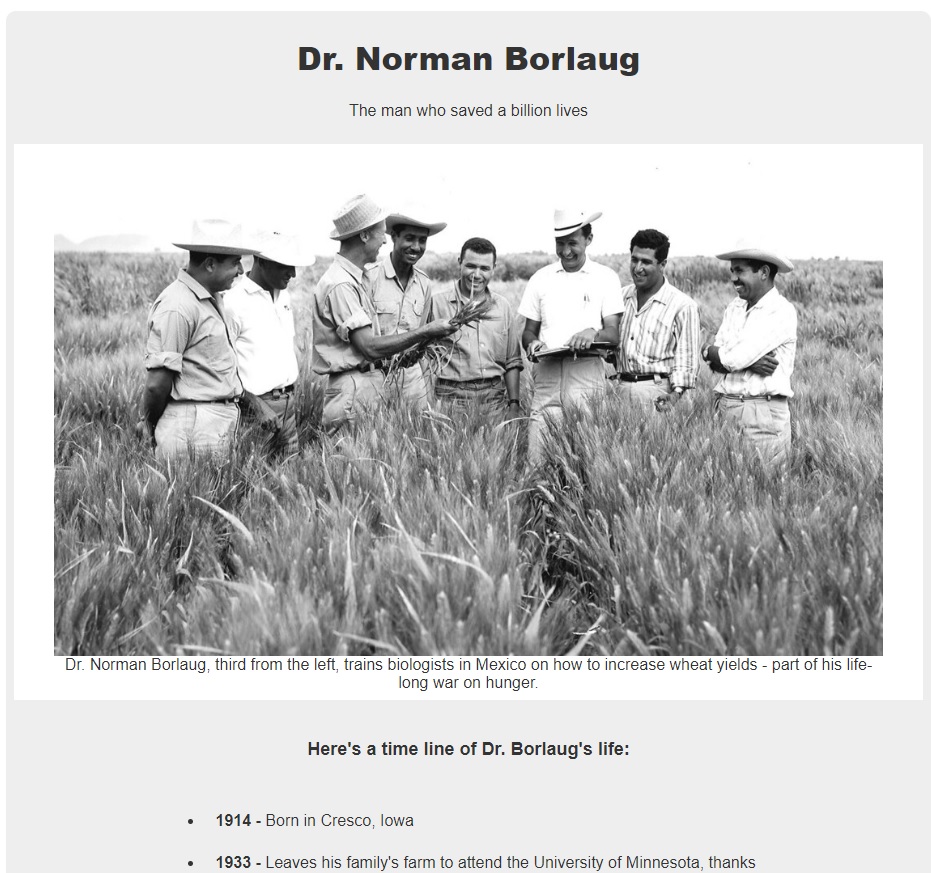 Dr. Norman Borlaug
The man who saved a billion lives
Dr. Norman Borlaug, third from the left, trains biologists in Mexico on how to increase wheat yields - part of his life-
long war on hunger.
Here's a time line of Dr. Borlaug's life:
• 1914 - Born in Cresco, Iowa
• 1933 - Leaves his family's farm to attend the University of Minnesota, thanks